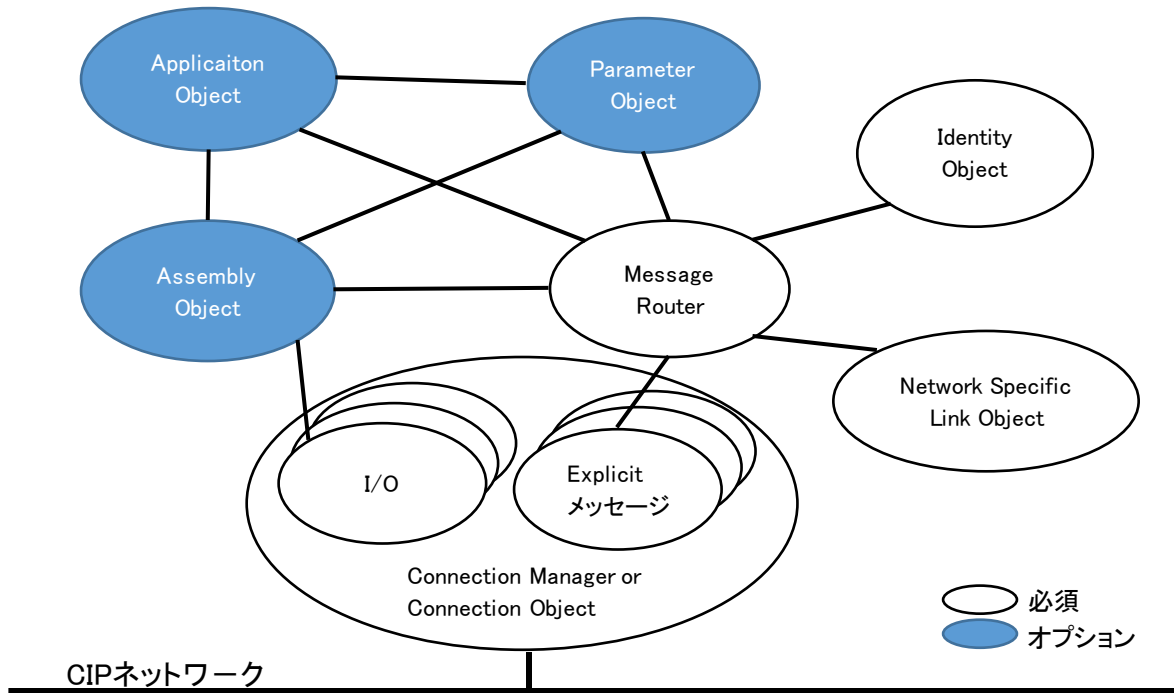 Applicaiton
Object
Parameter
Object
Identity
Object
Assembly
Object
Message
Router
Network Specific
Link Object
I/O
Explicit
メッセージ
Connection Manager or
Connection Object
必須
オプション
CIPネットワーク